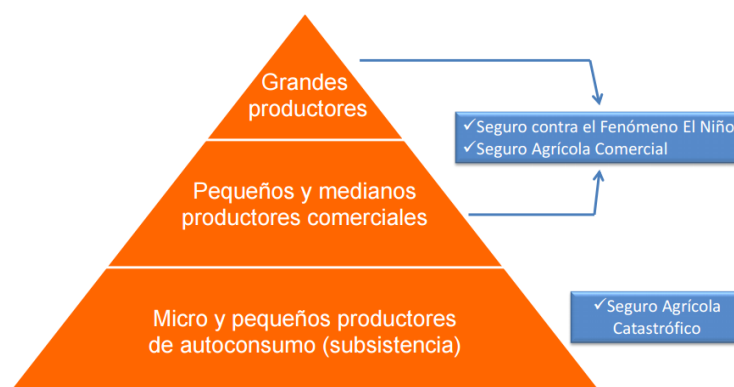 Grandes
productores
✓Seguro contra el Fenómeno El Niño
✓Seguro Agrícola Comercial
Pequeños y medianos
productores comerciales
Micro y pequeños productores
de autoconsumo (subsistencia)
✓Seguro Agrícola
Catastrófico